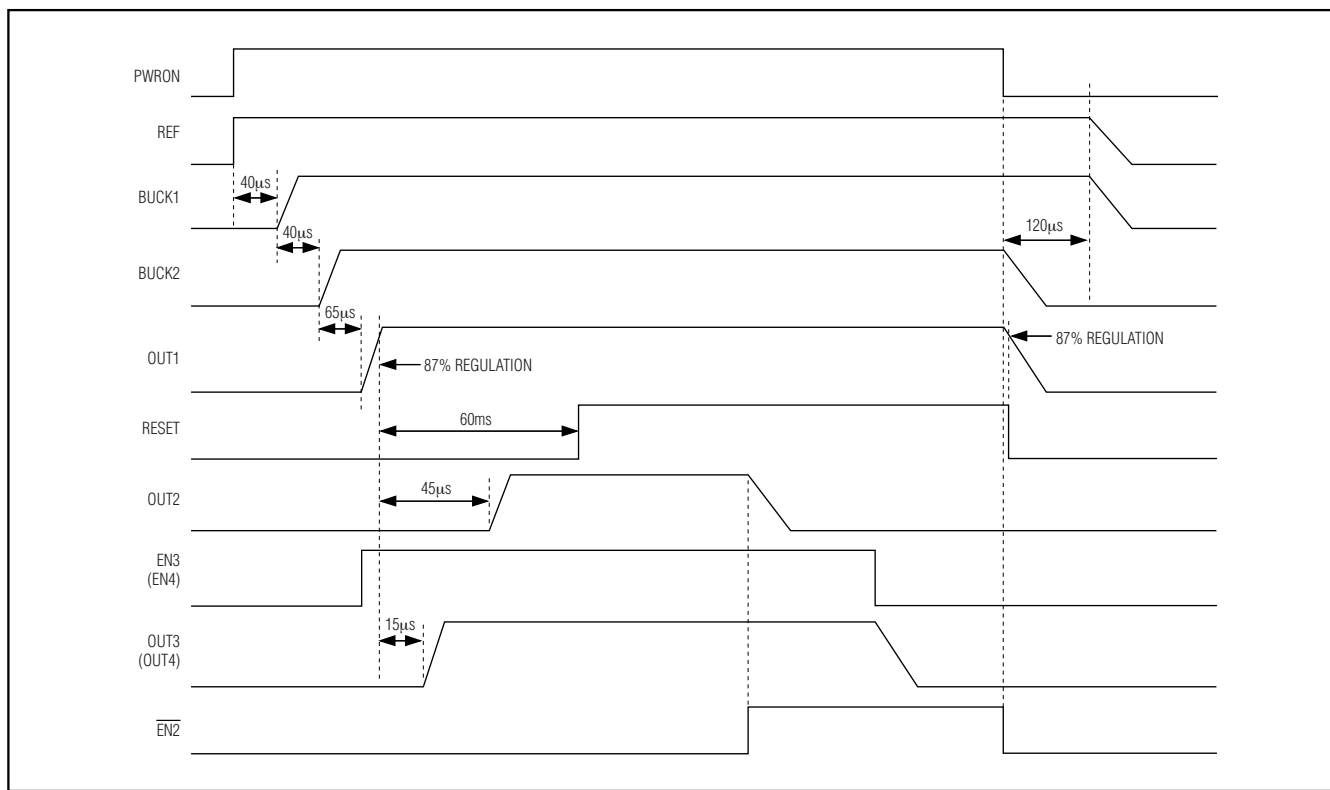 PWRON
REF
40µs
BUCK1
40µs
120µs
BUCK2
65µs
87% REGULATION
OUT1
87% REGULATION
RESET
60ms
45µs
OUT2
EN3
(EN4)
15µs
OUT3
(OUT4)
EN2